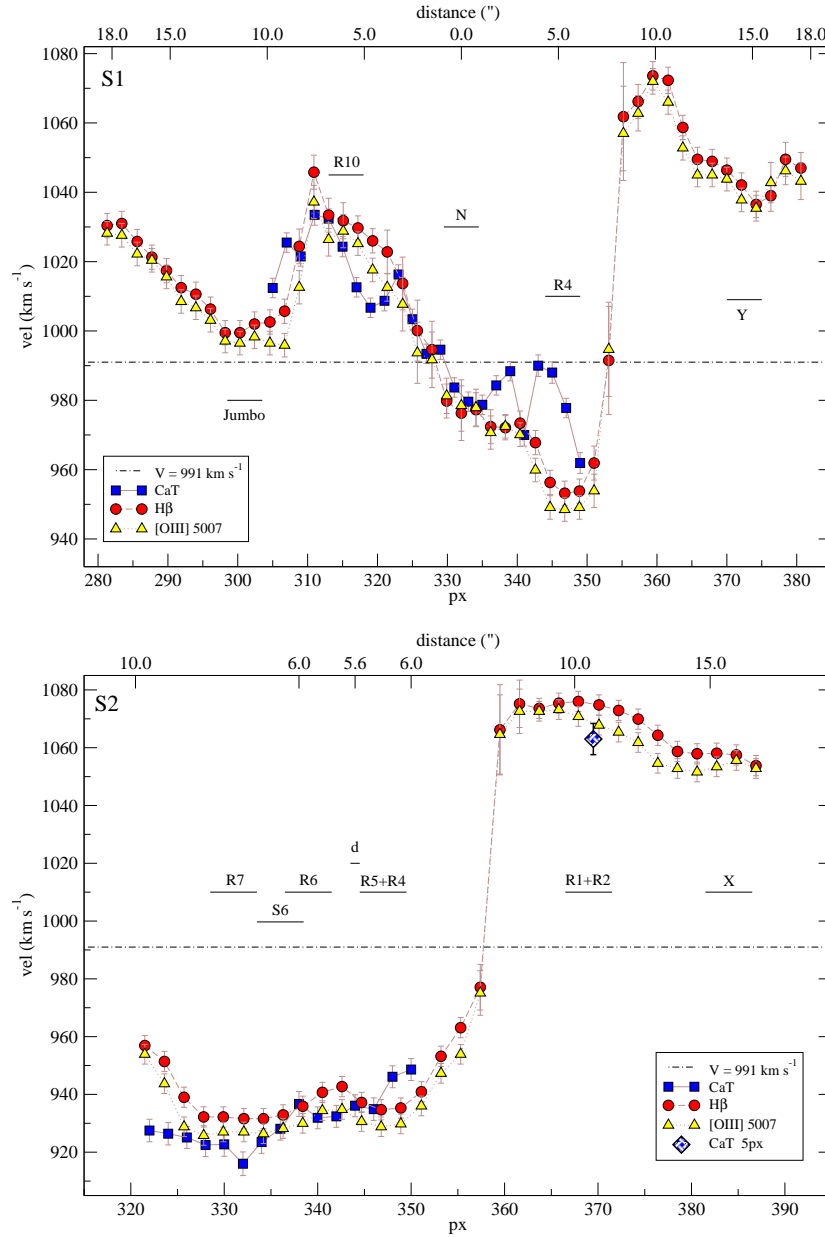 distance (")
18.0 15.0 10.0 5.0 0.0 5.0 10.0 15.0 18.0
S1
1080
1060
1040
1020
1000
980
960
940
vel (km s-1)
R10
N
R4
Y
Jumbo
V = 991 km s-1
CaT
Hβ
[OIII] 5007
280 290 300 310 320 330 340 350 360 370 380
px
distance (")
10.0 6.0 5.6 6.0 10.0 15.0
S2
1080
1060
1040
1020
1000
980
960
940
920
vel (km s-1)
d
R7 R6 R5+R4 R1+R2 X
S6
V = 991 km s-1
CaT
Hβ
[OIII] 5007
CaT 5px
320 330 340 350 360 370 380 390
px